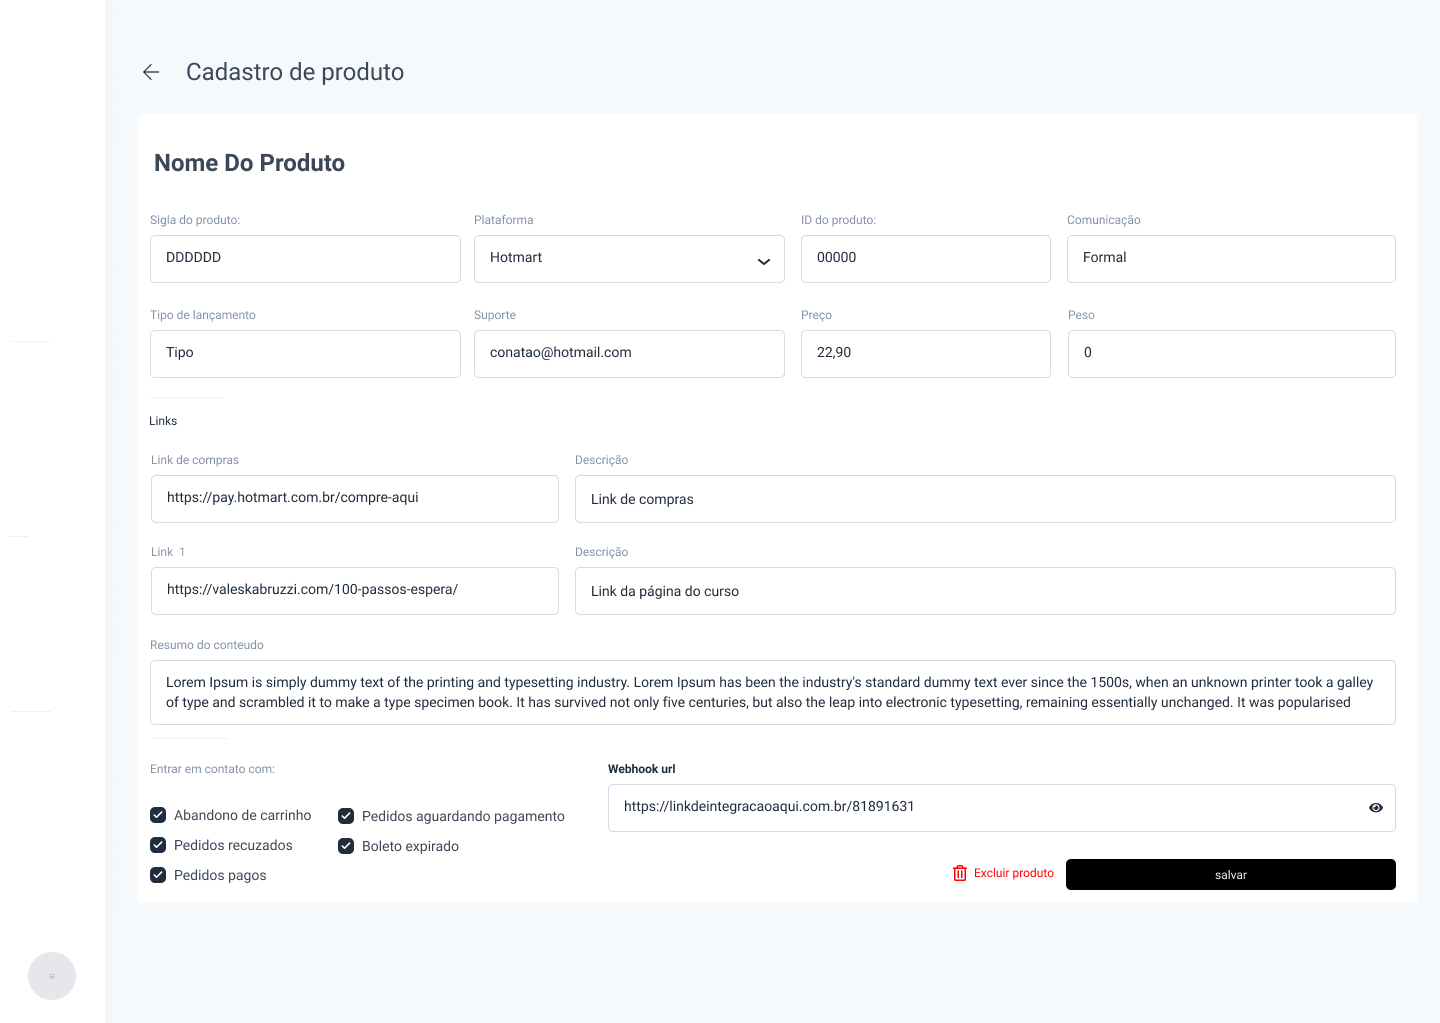 Cadastro de produto
Nome Do Produto
Sigla do produto: Plataforma ID do produto: Comunicação
DDDDDD Hotmart 00000 Formal
Tipo de lançamento Suporte Preço Peso
Tipo conatao@hotmail.com 22,90 0
Links
Link de compras Descrição
https://pay.hotmart.com.br/compre-aqui Link de compras
Link 1 Descrição
https://valeskabruzzi.com/100-passos-espera/ Link da página do curso
Resumo do conteudo
Lorem Ipsum is simply dummy text of the printing and typesetting industry. Lorem Ipsum has been the industry's standard dummy text ever since the 1500s, when an unknown printer took a galley
of type and scrambled it to make a type specimen book. It has survived not only five centuries, but also the leap into electronic typesetting, remaining essentially unchanged. It was popularised
Entrar em contato com: Webhook url
https://linkdeintegracaoaqui.com.br/81891631
Abandono de carrinho Pedidos aguardando pagamento
Pedidos recuzados Boleto expirado
Pedidos pagos
Excluir produto salvar